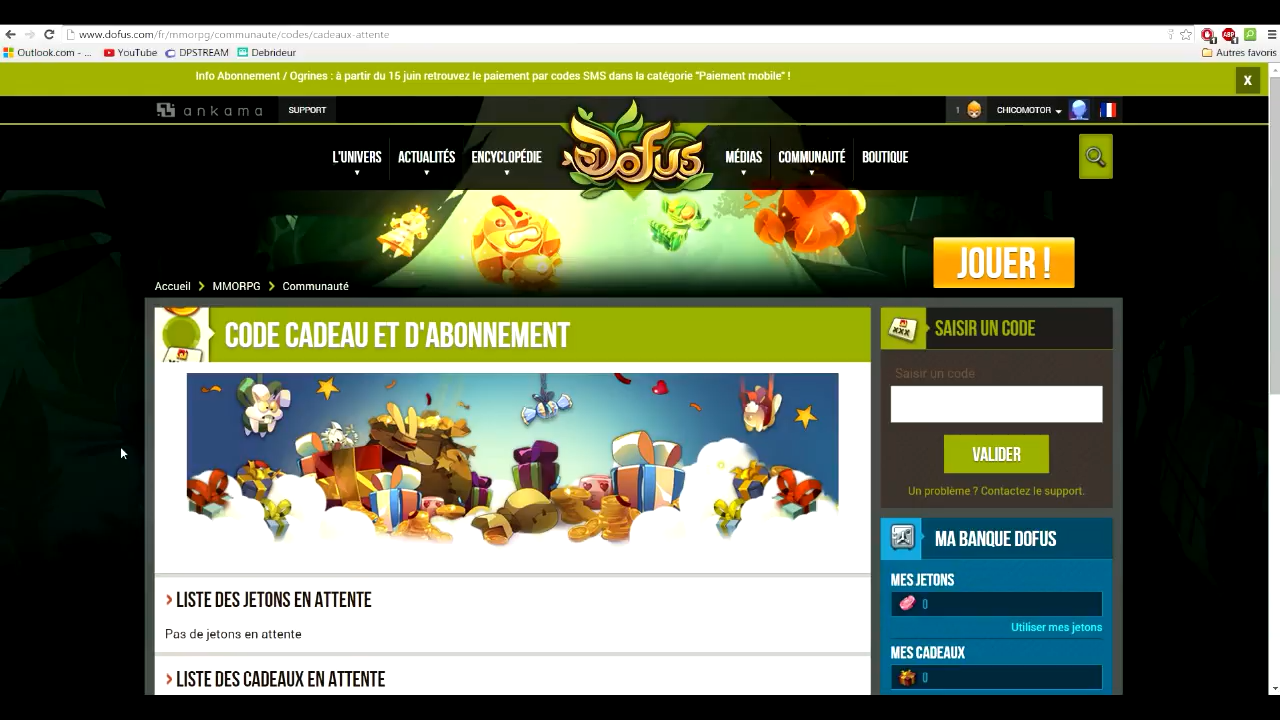 www.dofus.com/fr/mmorpg/communaute/codes/cadeaux-attente
Outlook.com - ...
YouTube
DPSTREAM
Debrideur
Autres favoris
Info Abonnement / Ogrines : à partir du 15 juin retrouvez le paiement par codes SMS dans la catégorie "Paiement mobile" !
X
ankama
SUPPORT
1
CHICOMOTOR
L'UNIVERS
ACTUALITÉS
ENCYCLOPÉDIE
DOFUS
MÉDIAS
COMMUNAUTÉ
BOUTIQUE
JOUER !
Accueil > MMORPG > Communauté
CODE CADEAU ET D'ABONNEMENT
XXX
SAISIR UN CODE
Saisir un code
VALIDER
Un problème ? Contactez le support.
MA BANQUE DOFUS
MES JETONS
0
Utiliser mes jetons
MES CADEAUX
0
> LISTE DES JETONS EN ATTENTE
Pas de jetons en attente
> LISTE DES CADEAUX EN ATTENTE